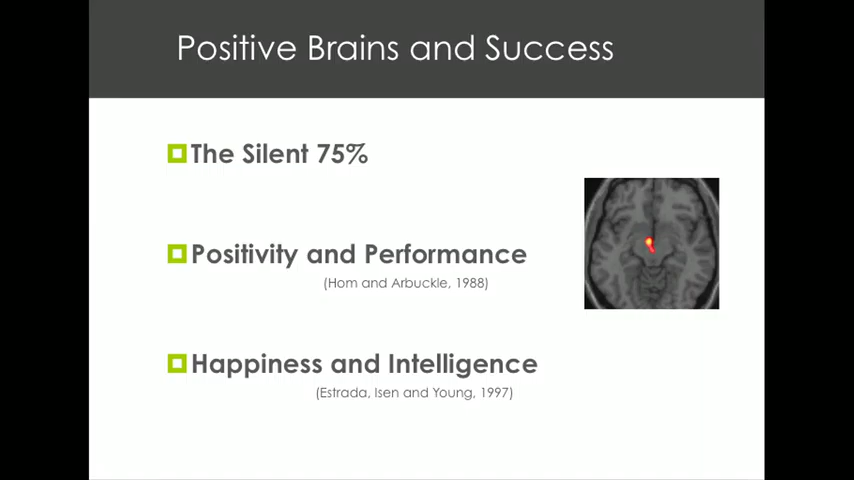 Positive Brains and Success
The Silent 75%
Positivity and Performance
(Hom and Arbuckle, 1988)
Happiness and Intelligence
(Estrada, Isen and Young, 1997)